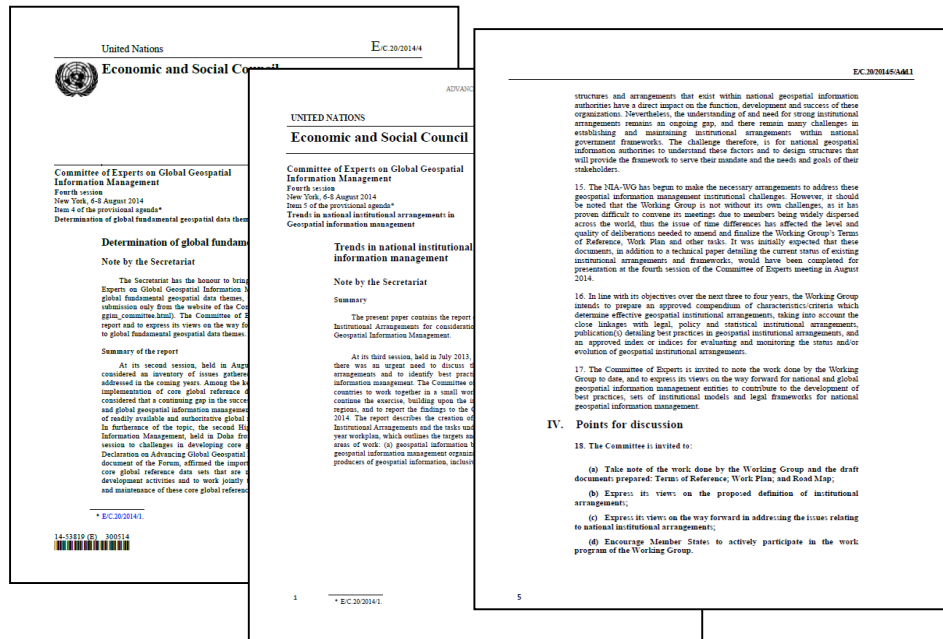 United Nations
E/C.20/2014/4
Economic and Social Council
Committee of Experts on Global Geospatial
Information Management
Fourth session
New York, 6-8 August 2014
Item 4 of the provisional agenda*
Determination of global fundamental geospatial data them
Determination of global fundame
Note by the Secretariat
The Secretariat has the honour to bring
Experts on Global Geospatial Information M
global fundamental geospatial data themes,
submission only from the website of the Con
ggim_committee.html). The Committee of E
report and to express its views on the way fo
to global fundamental geospatial data themes.
Summary of the report
At its second session, held in Augu
considered an inventory of issues gathere
addressed in the coming years. Among the ke
implementation of core global reference d
considered that a continuing gap in the succe
and global geospatial information managemen
of readily available and authoritative global
In furtherance of the topic, the second Hig
Information Management, held in Doha fro
session to challenges in developing core g
Declaration on Advancing Global Geospatial
document of the Forum, affirmed the import
core global reference data sets that are
development activities and to work jointly
and maintenance of these core global referenc
* E/C.20/2014/1.
14-53819 (E) 300514
ADVANC
UNITED NATIONS
Economic and Social Council
Committee of Experts on Global Geospatial
Information Management
Fourth session
New York, 6-8 August 2014
Item 5 of the provisional agenda*
Trends in national institutional arrangements in
Geospatial information management
Trends in national institutional
information management
Note by the Secretariat
Summary
The present paper contains the report
Institutional Arrangements for consideratio
Geospatial Information Management.
At its third session, held in July 2013,
there was an urgent need to discuss th
arrangements and to identify best practi
information management. The Committee o
countries to work together in a small wor
continue the exercise, building upon the i
regions, and to report the findings to the C
2014. The report describes the creation of
Institutional Arrangements and the tasks und
year workplan, which outlines the targets an
areas of work: (a) geospatial information b
geospatial information management organiz
producers of geospatial information, inclusiv
* E/C.20/2014/1.
1
E/C.20/2014/5/Add.1
structures and arrangements that exist within national geospatial information
authorities have a direct impact on the function, development and success of these
organizations. Nevertheless, the understanding of and need for strong institutional
arrangements remains an ongoing gap, and there remain many challenges in
establishing and maintaining institutional arrangements within national
government frameworks. The challenge therefore, is for national geospatial
information authorities to understand these factors and to design structures that
will provide the framework to serve their mandate and the needs and goals of their
stakeholders.
15. The NIA-WG has begun to make the necessary arrangements to address these
geospatial information management institutional challenges. However, it should
be noted that the Working Group is not without its own challenges, as it has
proven difficult to convene its meetings due to members being widely dispersed
across the world, thus the issue of time differences has affected the level and
quality of deliberations needed to amend and finalize the Working Group's Terms
of Reference, Work Plan and other tasks. It was initially expected that these
documents, in addition to a technical paper detailing the current status of existing
institutional arrangements and frameworks, would have been completed for
presentation at the fourth session of the Committee of Experts meeting in August
2014.
16. In line with its objectives over the next three to four years, the Working Group
intends to prepare an approved compendium of characteristics/criteria which
determine effective geospatial institutional arrangements, taking into account the
close linkages with legal, policy and statistical institutional arrangements,
publication(s) detailing best practices in geospatial institutional arrangements, and
an approved index or indices for evaluating and monitoring the status and/or
evolution of geospatial institutional arrangements.
17. The Committee of Experts is invited to note the work done by the Working
Group to date, and to express its views on the way forward for national and global
geospatial information management entities to contribute to the development of
best practices, sets of institutional models and legal frameworks for national
geospatial information management.
IV. Points for discussion
18. The Committee is invited to:
(a) Take note of the work done by the Working Group and the draft
documents prepared: Terms of Reference; Work Plan; and Road Map;
(b) Express its views on the proposed definition of institutional
arrangements;
(c) Express its views on the way forward in addressing the issues relating
to national institutional arrangements;
(d) Encourage Member States to actively participate in the work
program of the Working Group.
5